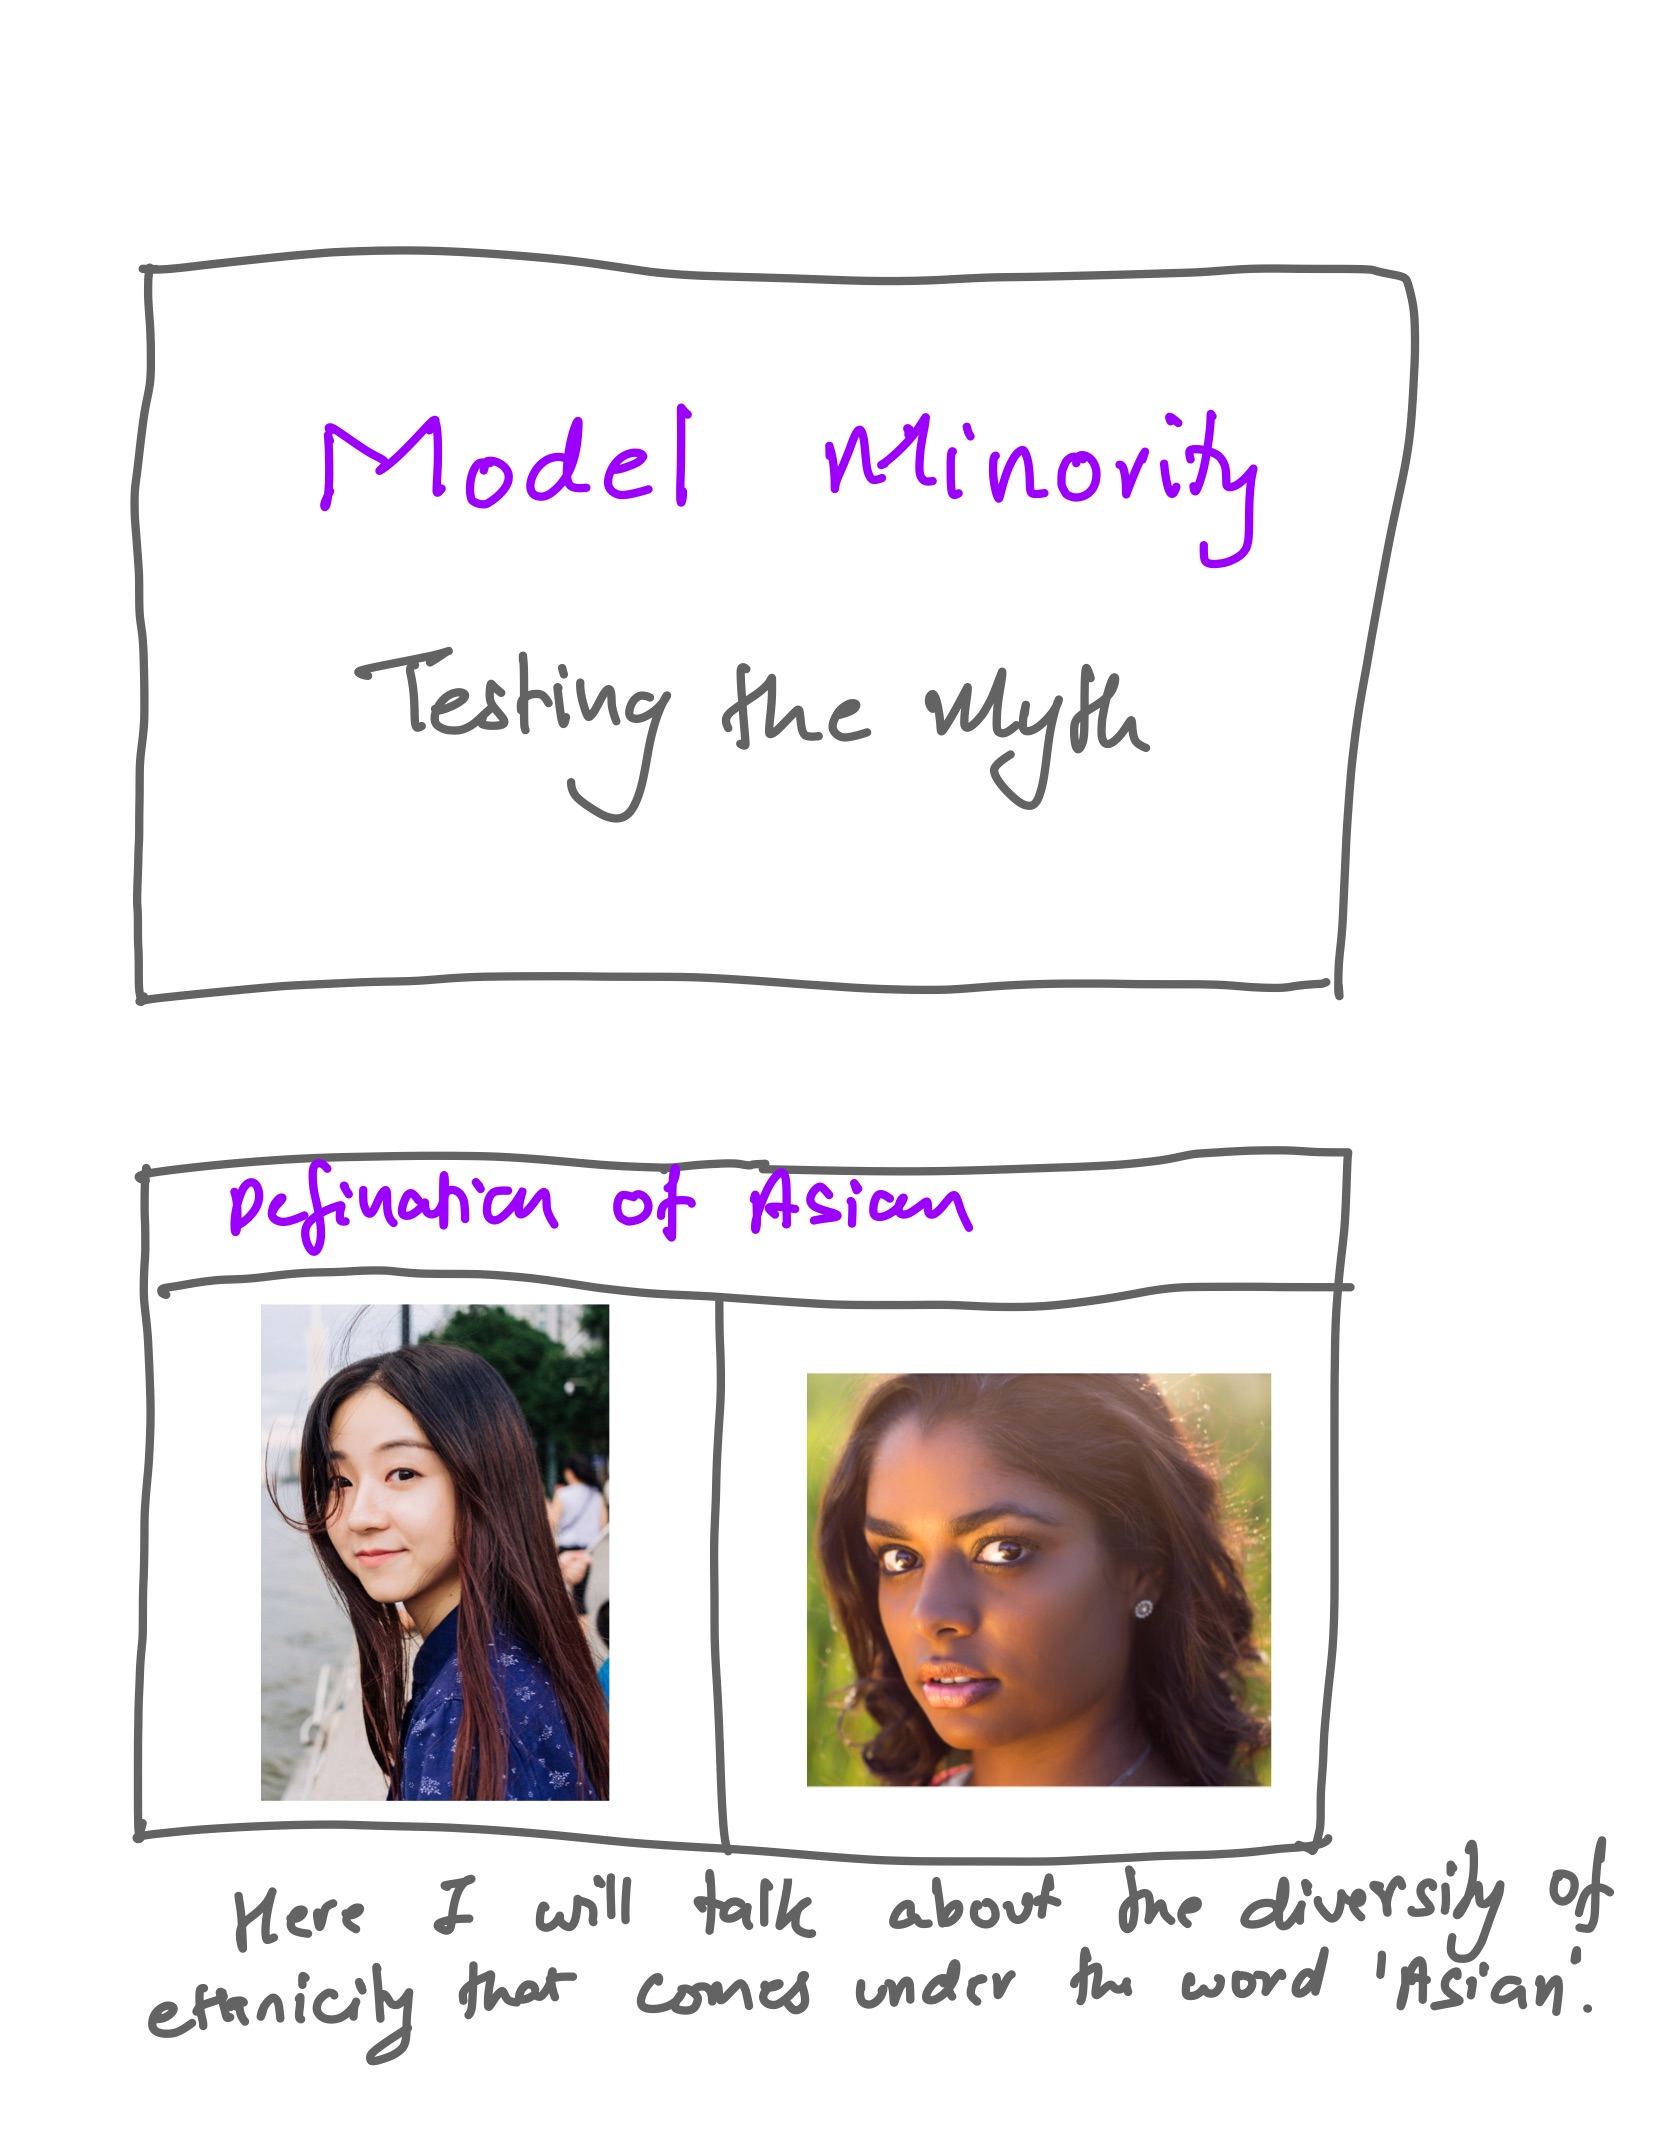 Model Minority
Testing the Myth
Defination of Asian
Here I will talk about the diversity of
ethnicity that comes under the word 'Asian'.